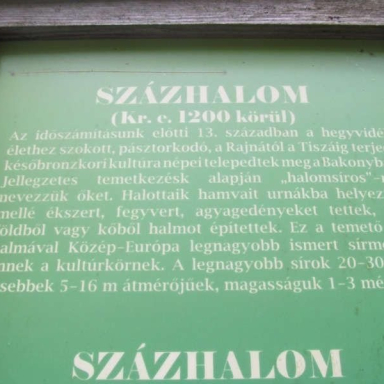 SZÁZHALOM
(Kr. e. 1200 körül)
Az időszámításunk előtti 13. században a hegyvidé
élethez szokott, pásztorkodó, a Rajnától a Tiszáig terje
későbronzkori kultúra népei telepedtek meg a Bakonyb
Jellegzetes temetkezésk alapján „halomsíros"-
nevezzük őket. Halottaik hamvait urnákba helyez
mellé ékszert, fegyvert, agyagedényeket tettek,
földből vagy kőből halmot építettek. Ez a temető
almával Közép-Európa legnagyobb ismert sírme
nnek a kultúrkörnek. A legnagyobb sírok 20-30
sebbek 5-16 m átmérőjűek, magasságuk 1-3 mé
SZÁZHALOM